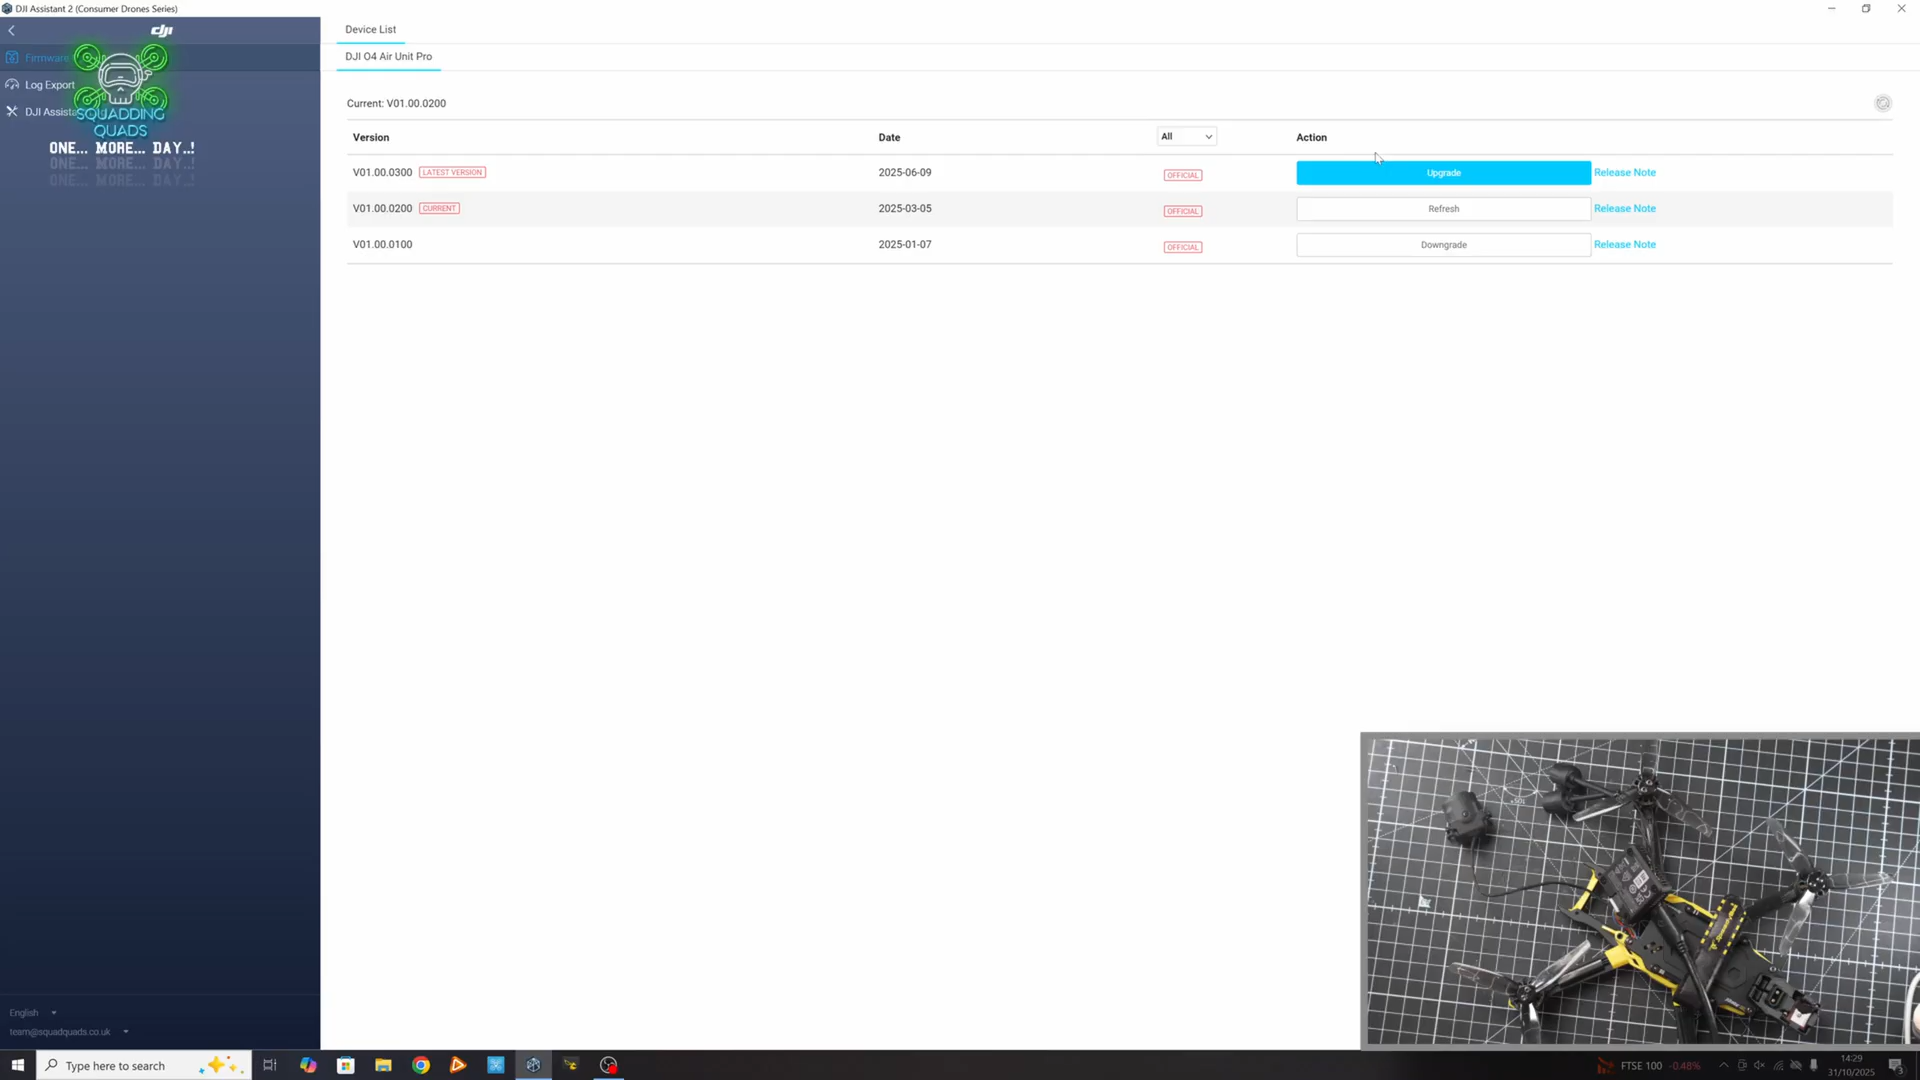 DJI Assistant 2 (Consumer Drones Series)
dji
Firmware
Log Export
DJI Assista
SQUADDING
QUADS
ONE... MORE... DAY..!
ONE... MORE... DAY..!
ONE... MORE... DAY..!
Device List
DJI O4 Air Unit Pro
Current: V01.00.0200
Version Date All Action
V01.00.0300 LATEST VERSION 2025-06-09 OFFICIAL Upgrade Release Note
V01.00.0200 CURRENT 2025-03-05 OFFICIAL Refresh Release Note
V01.00.0100 2025-01-07 OFFICIAL Downgrade Release Note
English
team@squadquads.co.uk
Type here to search
FTSE 100 -0.48%
14:29
31/10/2025
3